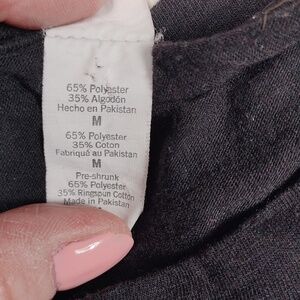 65% Polyester
35% Algodón
Hecho en Pakistan
M
65% Polyester
35% Coton
Fabriqué au Pakistan
M
Pre-shrunk
65% Polyester
35% Ringspun Cotton
Made in Pakistan